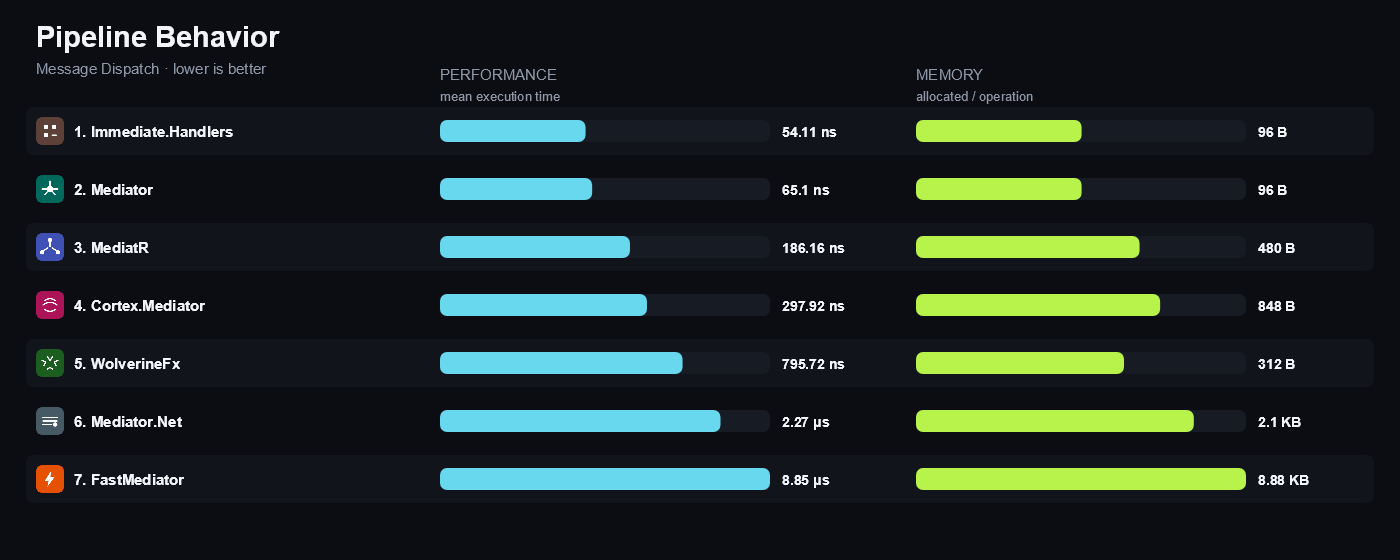 Pipeline Behavior
Message Dispatch · lower is better
PERFORMANCE
mean execution time
MEMORY
allocated / operation
1. Immediate.Handlers 54.11 ns 96 B
2. Mediator 65.1 ns 96 B
3. MediatR 186.16 ns 480 B
4. Cortex.Mediator 297.92 ns 848 B
5. WolverineFx 795.72 ns 312 B
6. Mediator.Net 2.27 μs 2.1 KB
7. FastMediator 8.85 μs 8.88 KB